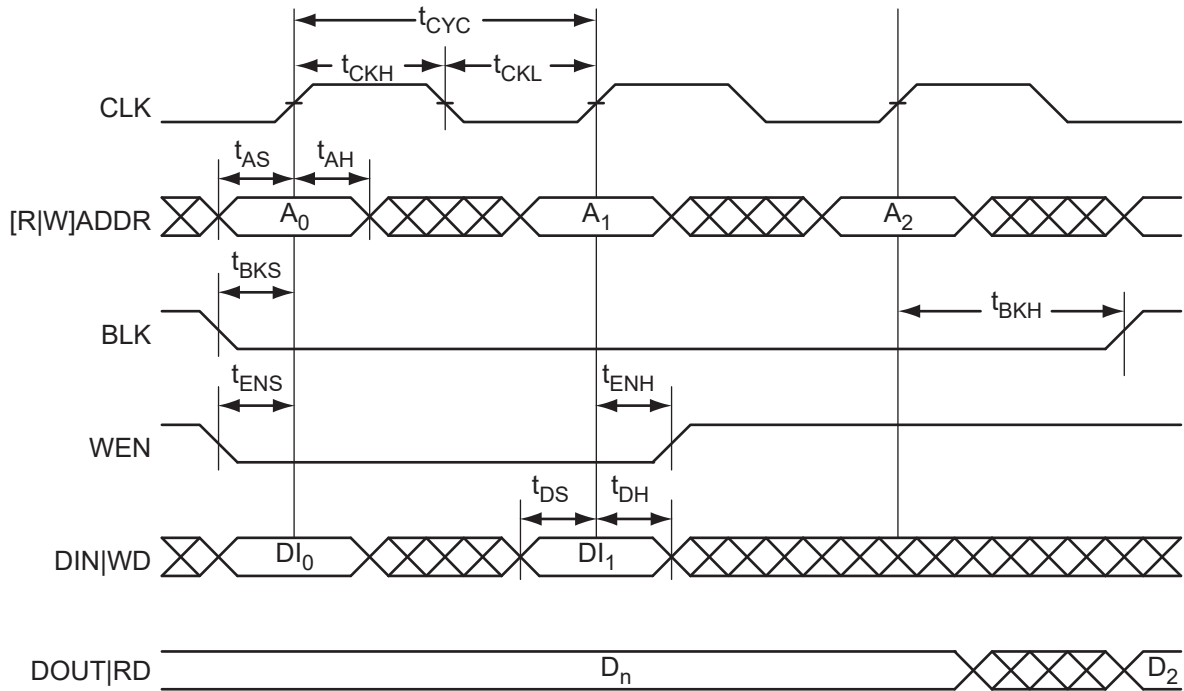 tCYC
tCKH tCKL
CLK
tAS tAH
[R|W]ADDR A0 A1 A2
tBKS
tBKH
BLK
tENS tENH
WEN
tDS tDH
DIN|WD DI0 DI1
DOUT|RD Dn D2